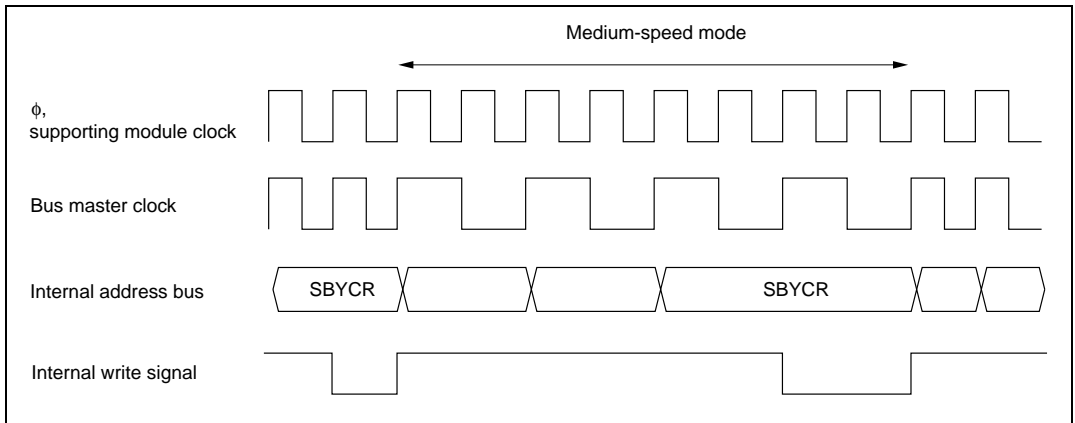 Medium-speed mode
ϕ,
supporting module clock
Bus master clock
Internal address bus
SBYCR
SBYCR
Internal write signal